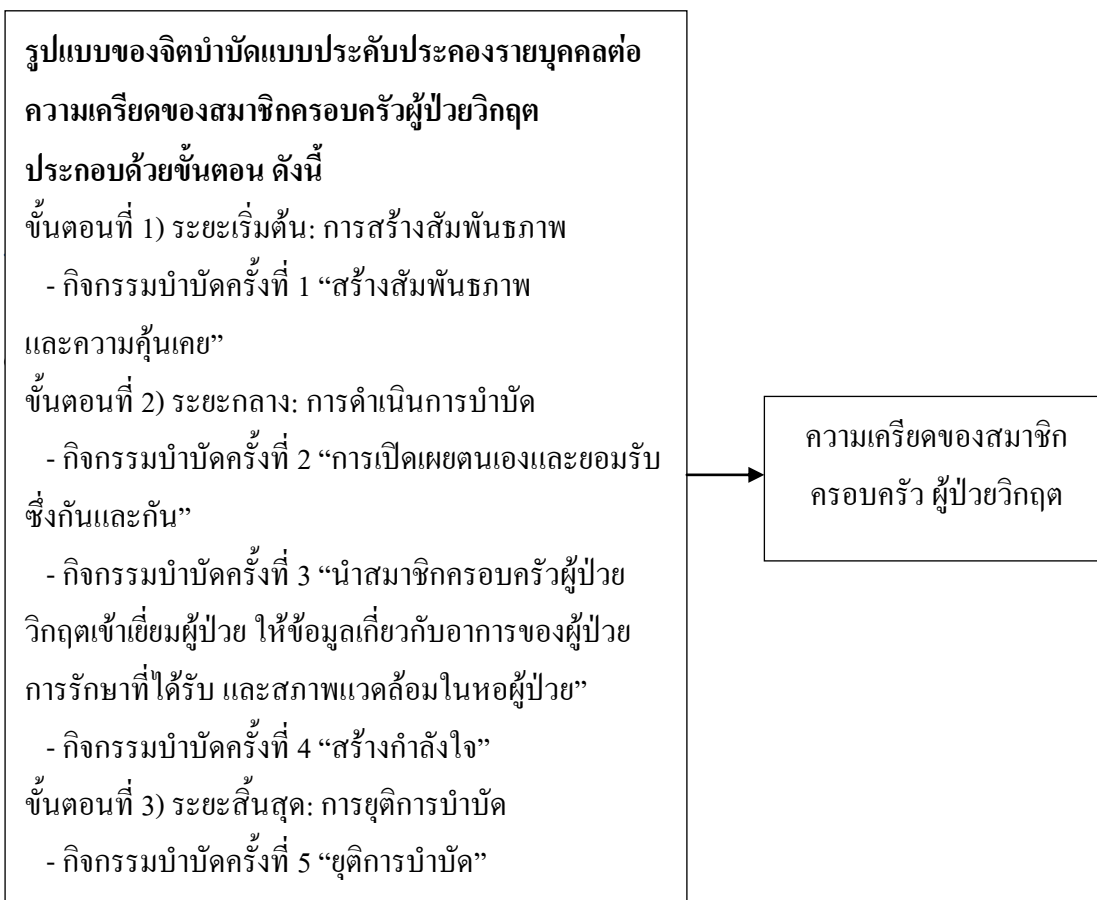 รูปแบบของจิตบำบัดแบบประคับประคองรายบุคคลต่อ
ความเครียดของสมาชิกครอบครัวผู้ป่วยวิกฤต
ประกอบด้วยขั้นตอน ดังนี้
ขั้นตอนที่ 1) ระยะเริ่มต้น: การสร้างสัมพันธภาพ
- กิจกรรมบำบัดครั้งที่ 1 “สร้างสัมพันธภาพ
และความคุ้นเคย”
ขั้นตอนที่ 2) ระยะกลาง: การดำเนินการบำบัด
- กิจกรรมบำบัดครั้งที่ 2 “การเปิดเผยตนเองและยอมรับ
ซึ่งกันและกัน”
- กิจกรรมบำบัดครั้งที่ 3 “นำสมาชิกครอบครัวผู้ป่วย
วิกฤตเข้าเยี่ยมผู้ป่วย ให้ข้อมูลเกี่ยวกับอาการของผู้ป่วย
การรักษาที่ได้รับ และสภาพแวดล้อมในหอผู้ป่วย”
- กิจกรรมบำบัดครั้งที่ 4 “สร้างกำลังใจ”
ขั้นตอนที่ 3) ระยะสิ้นสุด: การยุติการบำบัด
- กิจกรรมบำบัดครั้งที่ 5 “ยุติการบำบัด”
ความเครียดของสมาชิก
ครอบครัว ผู้ป่วยวิกฤต